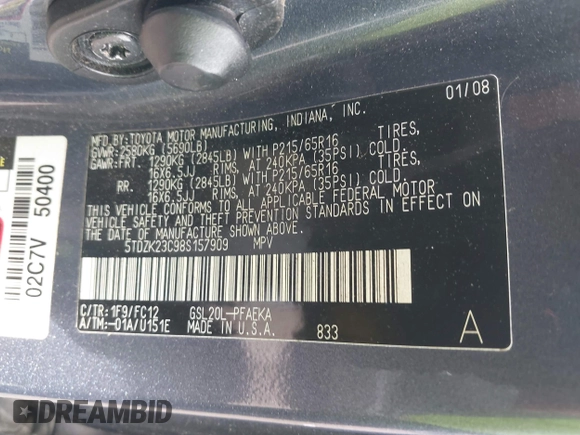 01/08
MFD.BY:TOYOTA MOTOR MANUFACTURING, INDIANA, INC.
GVWR:2580KG (5690LB)
GAWR:FRT. 1290KG (2845LB) WITH P215/65R16 TIRES,
16X6.5JJ RIMS, AT 240KPA (35PSI) COLD.
RR. 1290KG (2845LB) WITH P215/65R16 TIRES,
16X6.5JJ RIMS, AT 240KPA (35PSI) COLD.
THIS VEHICLE CONFORMS TO ALL APPLICABLE FEDERAL MOTOR
VEHICLE SAFETY AND THEFT PREVENTION STANDARDS IN EFFECT ON
THE DATE OF MANUFACTURE SHOWN ABOVE.
5TDZK23C98S157909 MPV
C/TR:1F9/FC12 GSL20L-PFAEKA
A/TM:-01A/U151E MADE IN U.S.A. 833
A
02C7V 50400
DREAMBID